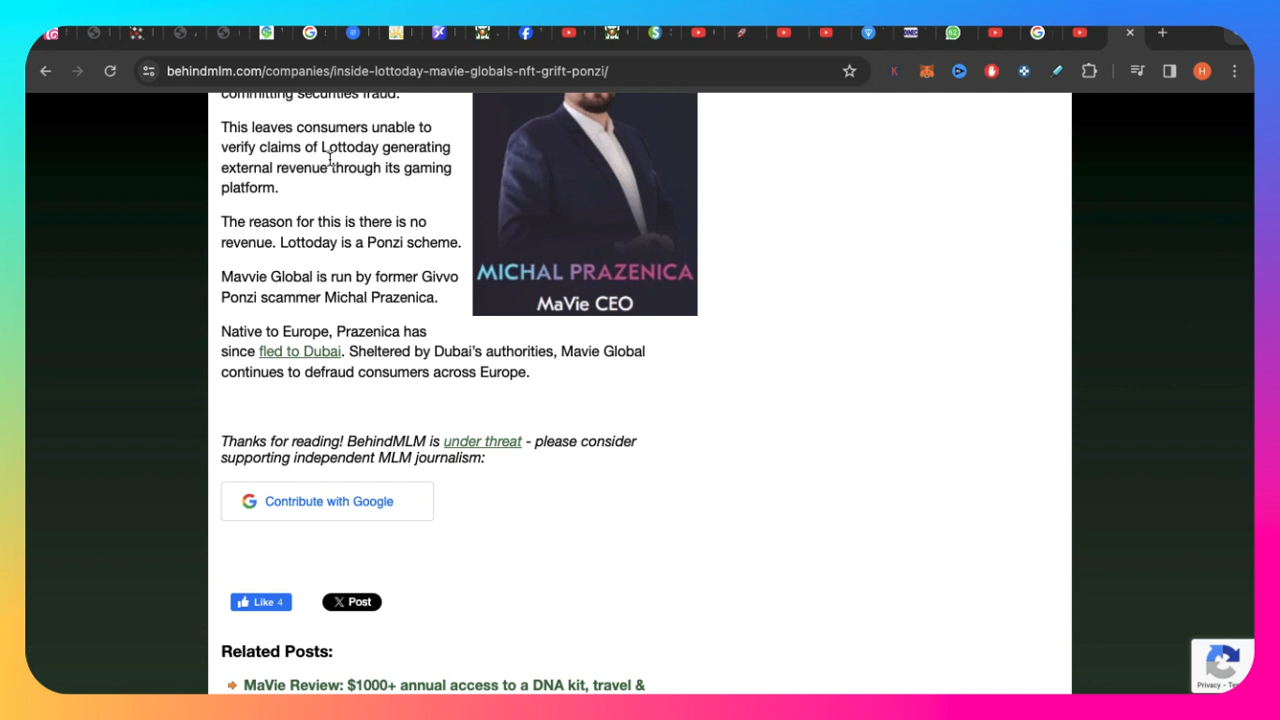 behindmlm.com/companies/inside-lottoday-mavie-globals-nft-grift-ponzi/
committing securities fraud.
This leaves consumers unable to
verify claims of Lottoday generating
external revenue through its gaming
platform.
The reason for this is there is no
revenue. Lottoday is a Ponzi scheme.
Mavvie Global is run by former Givvo
Ponzi scammer Michal Prazenica.
MICHAL PRAZENICA
MaVie CEO
Native to Europe, Prazenica has
since fled to Dubai. Sheltered by Dubai's authorities, Mavie Global
continues to defraud consumers across Europe.
Thanks for reading! BehindMLM is under threat - please consider
supporting independent MLM journalism:
Contribute with Google
Like 4
X Post
Related Posts:
MaVie Review: $1000+ annual access to a DNA kit, travel &
Privacy